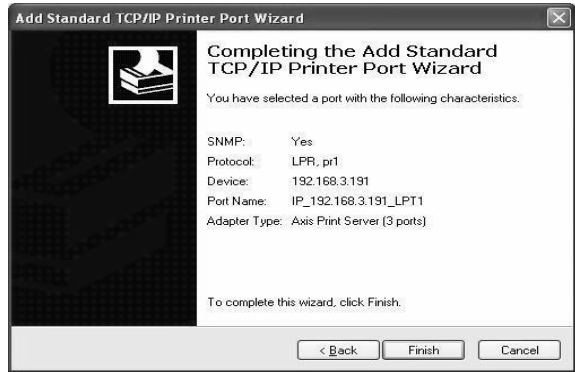 Add Standard TCP/IP Printer Port Wizard
Completing the Add Standard
TCP/IP Printer Port Wizard
You have selected a port with the following characteristics.
SNMP: Yes
Protocol: LPR, pr1
Device: 192.168.3.191
Port Name: IP_192.168.3.191_LPT1
Adapter Type: Axis Print Server (3 ports)
To complete this wizard, click Finish.
< Back Finish Cancel